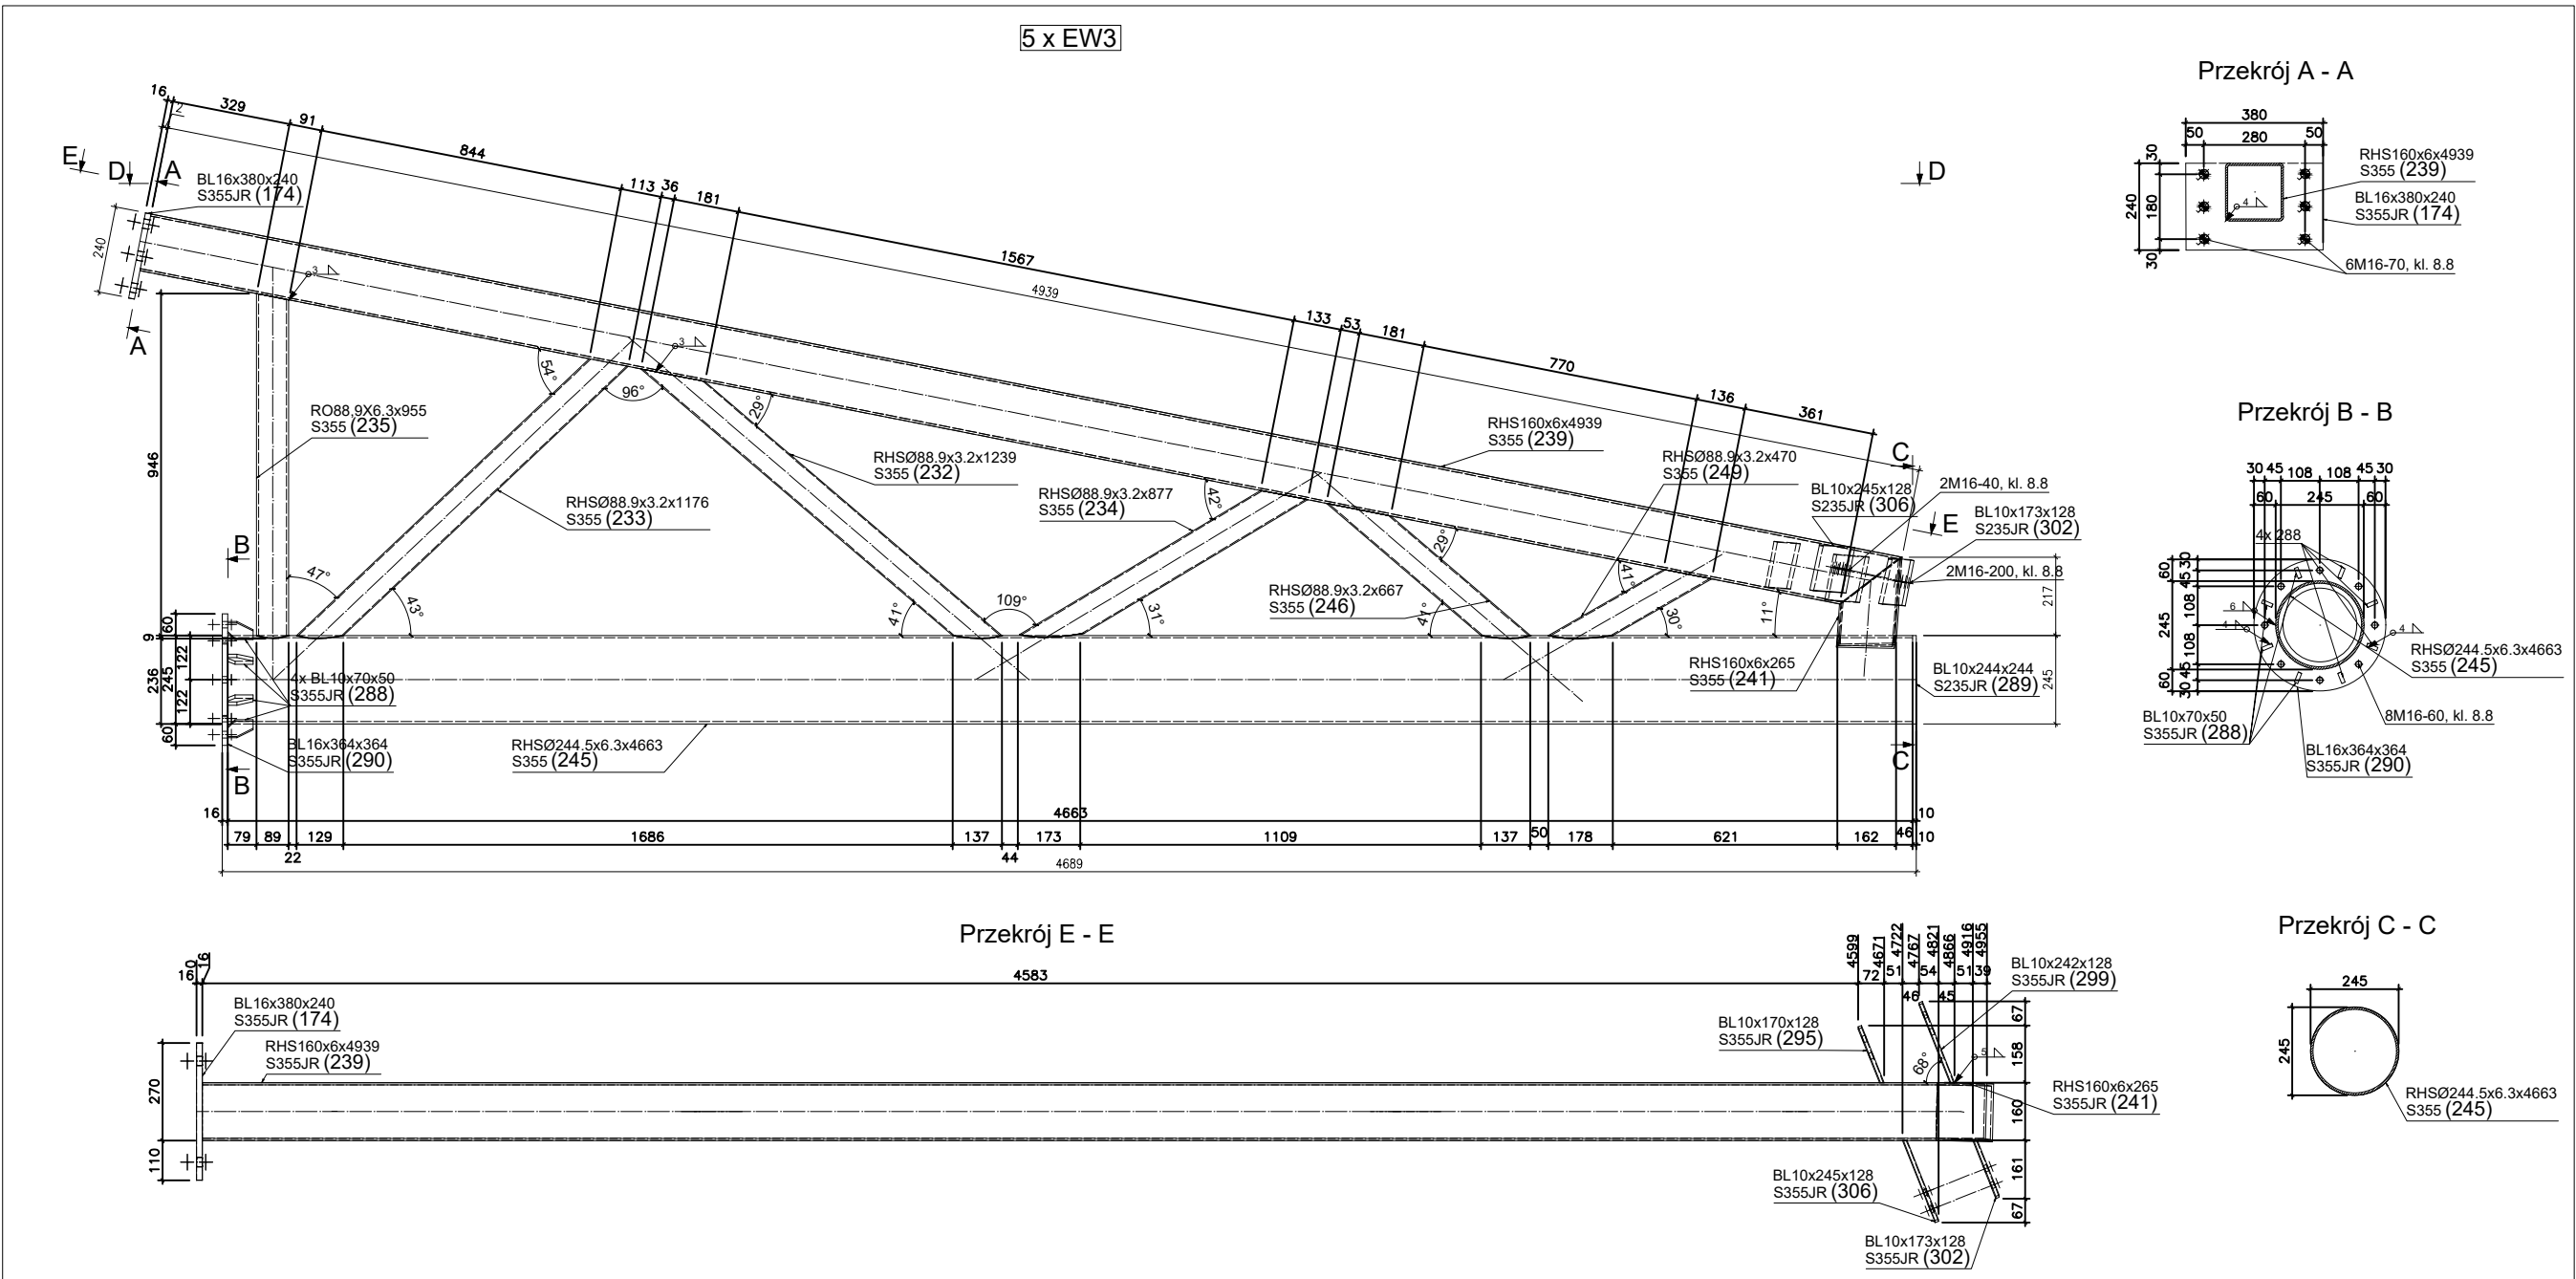 5 x EW3
Przekrój A - A
16
2
329
91
844
113
36
181
1567
4939
133
53
181
770
136
361
E
D
A
BL16x380x240
S355JR (174)
240
A
3
3
54°
96°
29°
RO88,9X6.3x955
S355 (235)
946
RHSØ88.9x3.2x1176
S355 (233)
RHSØ88.9x3.2x1239
S355 (232)
RHSØ88.9x3.2x877
S355 (234)
42°
RHS160x6x4939
S355 (239)
RHSØ88.9x3.2x470
S355 (249)
BL10x245x128
S235JR (306)
2M16-40, kl. 8.8
BL10x173x128
S235JR (302)
2M16-200, kl. 8.8
D
C
E
B
47°
43°
41°
109°
31°
RHSØ88.9x3.2x667
S355 (246)
29°
41°
41°
30°
11°
217
RHS160x6x265
S355 (241)
BL10x244x244
S235JR (289)
245
60
9
236
245
122
122
60
4x BL10x70x50
S355JR (288)
BL16x364x364
S355JR (290)
RHSØ244.5x6.3x4663
S355 (245)
B
C
16
4663
10
79
89
22
129
1686
137
44
173
1109
137
50
178
621
162
46
10
4689
380
50
280
50
30
240
180
30
4
RHS160x6x4939
S355 (239)
BL16x380x240
S355JR (174)
6M16-70, kl. 8.8
Przekrój B - B
30
45
108
108
45
30
60
245
60
4x 288
30
60
45
108
245
108
45
60
30
6
4
4
RHSØ244.5x6.3x4663
S355 (245)
8M16-60, kl. 8.8
BL10x70x50
S355JR (288)
BL16x364x364
S355JR (290)
Przekrój E - E
16
0
16
4583
4599
4671
4722
4767
4821
4866
4916
4955
72
51
54
51
39
46
45
BL16x380x240
S355JR (174)
RHS160x6x4939
S355JR (239)
270
110
BL10x242x128
S355JR (299)
BL10x170x128
S355JR (295)
68°
5
67
158
160
161
67
RHS160x6x265
S355JR (241)
BL10x245x128
S355JR (306)
BL10x173x128
S355JR (302)
Przekrój C - C
245
245
RHSØ244.5x6.3x4663
S355 (245)